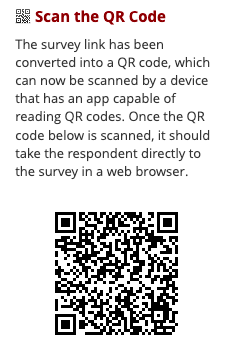 Scan the QR Code
The survey link has been
converted into a QR code, which
can now be scanned by a device
that has an app capable of
reading QR codes. Once the QR
code below is scanned, it should
take the respondent directly to
the survey in a web browser.